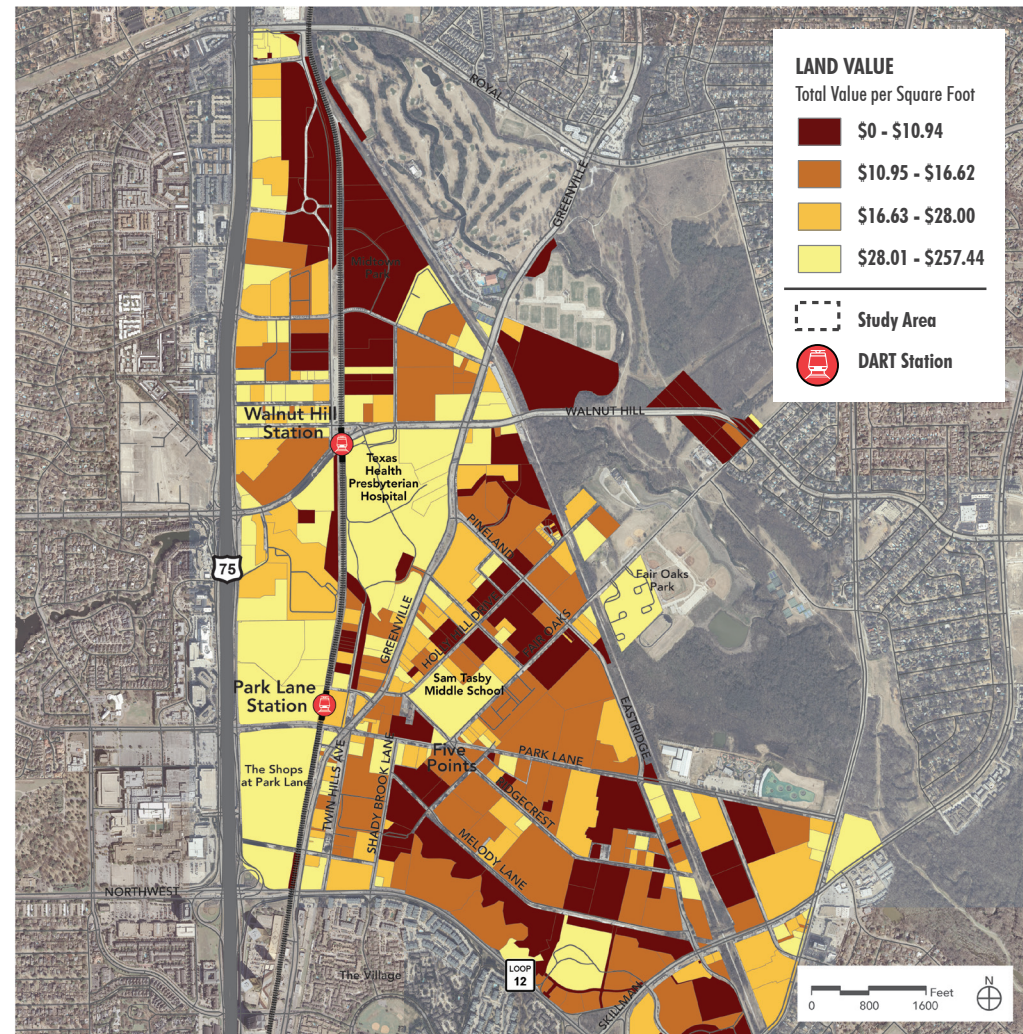 LAND VALUE
Total Value per Square Foot
$0 - $10.94
$10.95 - $16.62
$16.63 - $28.00
$28.01 - $257.44
Study Area
DART Station
ROYAL
GREENVILLE
WALNUT HILL
Walnut Hill
Station
Texas
Health
Presbyterian
Hospital
PINELAND
75
Fair Oaks
Park
GREENVILLE
FAIR OAKS
Sam Tasby
Middle School
Park Lane
Station
EASTRIDGE
Five
Points
PARK LANE
The Shops
at Park Lane
TWIN HILLS AVE
SHADY BROOK LANE
MELODY LANE
NORTHWEST
The Village
LOOP
12
SKILLMAN
N
Feet
0
800
1600